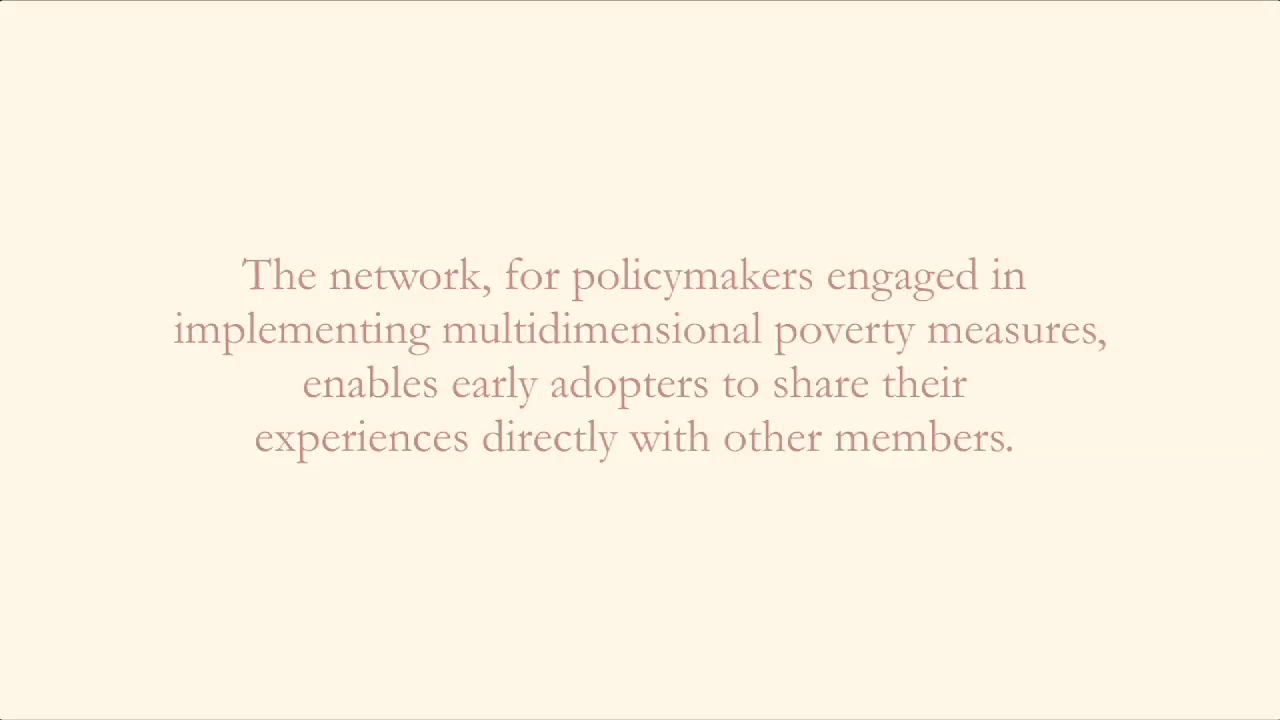 The network, for policymakers engaged in
implementing multidimensional poverty measures,
enables early adopters to share their
experiences directly with other members.